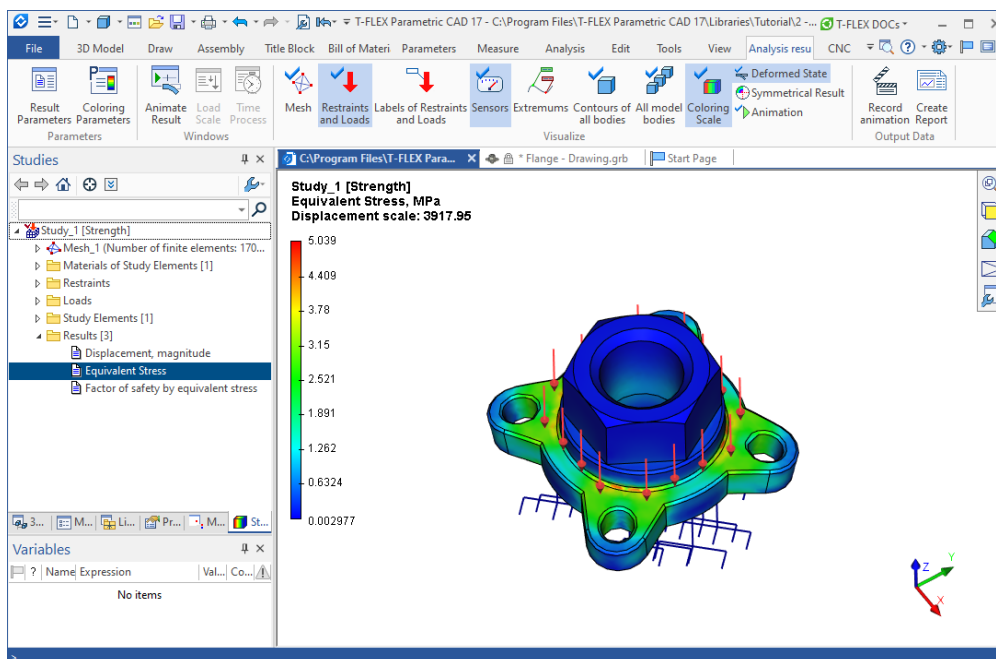 T-FLEX Parametric CAD 17 - C:\Program Files\T-FLEX Parametric CAD 17\Libraries\Tutorial\2 -...
T-FLEX DOCs
File 3D Model Draw Assembly Title Block Bill of Materi Parameters Measure Analysis Edit Tools View Analysis resu CNC
Result Parameters
Coloring Parameters
Parameters
Animate Result
Load Scale
Time Process
Windows
Mesh
Restraints and Loads
Labels of Restraints and Loads
Sensors
Extremums
Contours of all bodies
All model bodies
Coloring Scale
Deformed State
Symmetrical Result
Animation
Visualize
Record animation
Create Report
Output Data
Studies
C:\Program Files\T-FLEX Para...
* Flange - Drawing.grb
Start Page
Study_1 [Strength]
Mesh_1 (Number of finite elements: 170...
Materials of Study Elements [1]
Restraints
Loads
Study Elements [1]
Results [3]
Displacement, magnitude
Equivalent Stress
Factor of safety by equivalent stress
3... M... Li... Pr... M... St...
Variables
? Name Expression Val... Co...
No items
Study_1 [Strength]
Equivalent Stress, MPa
Displacement scale: 3917.95
5.039
4.409
3.78
3.15
2.521
1.891
1.262
0.6324
0.002977
Z
Y
X
>